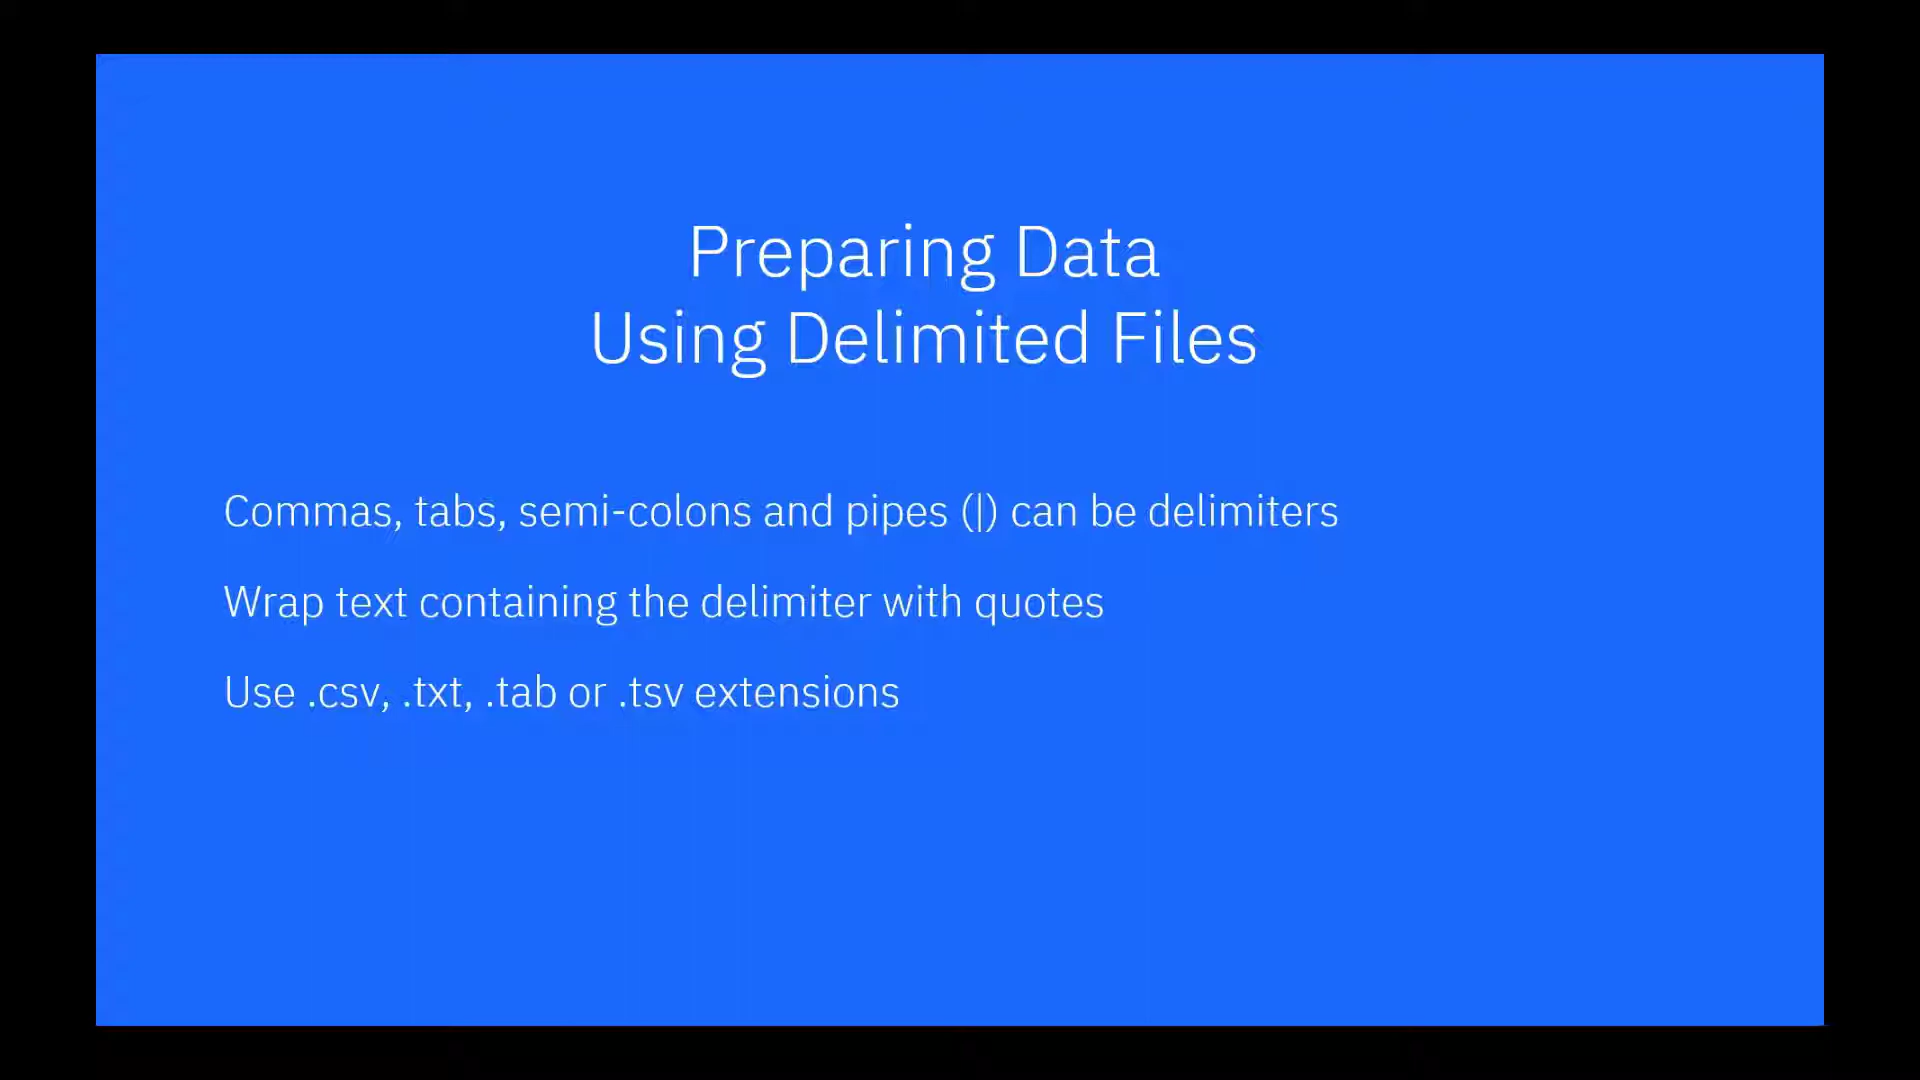 Preparing Data
Using Delimited Files
Commas, tabs, semi-colons and pipes (|) can be delimiters
Wrap text containing the delimiter with quotes
Use .csv, .txt, .tab or .tsv extensions